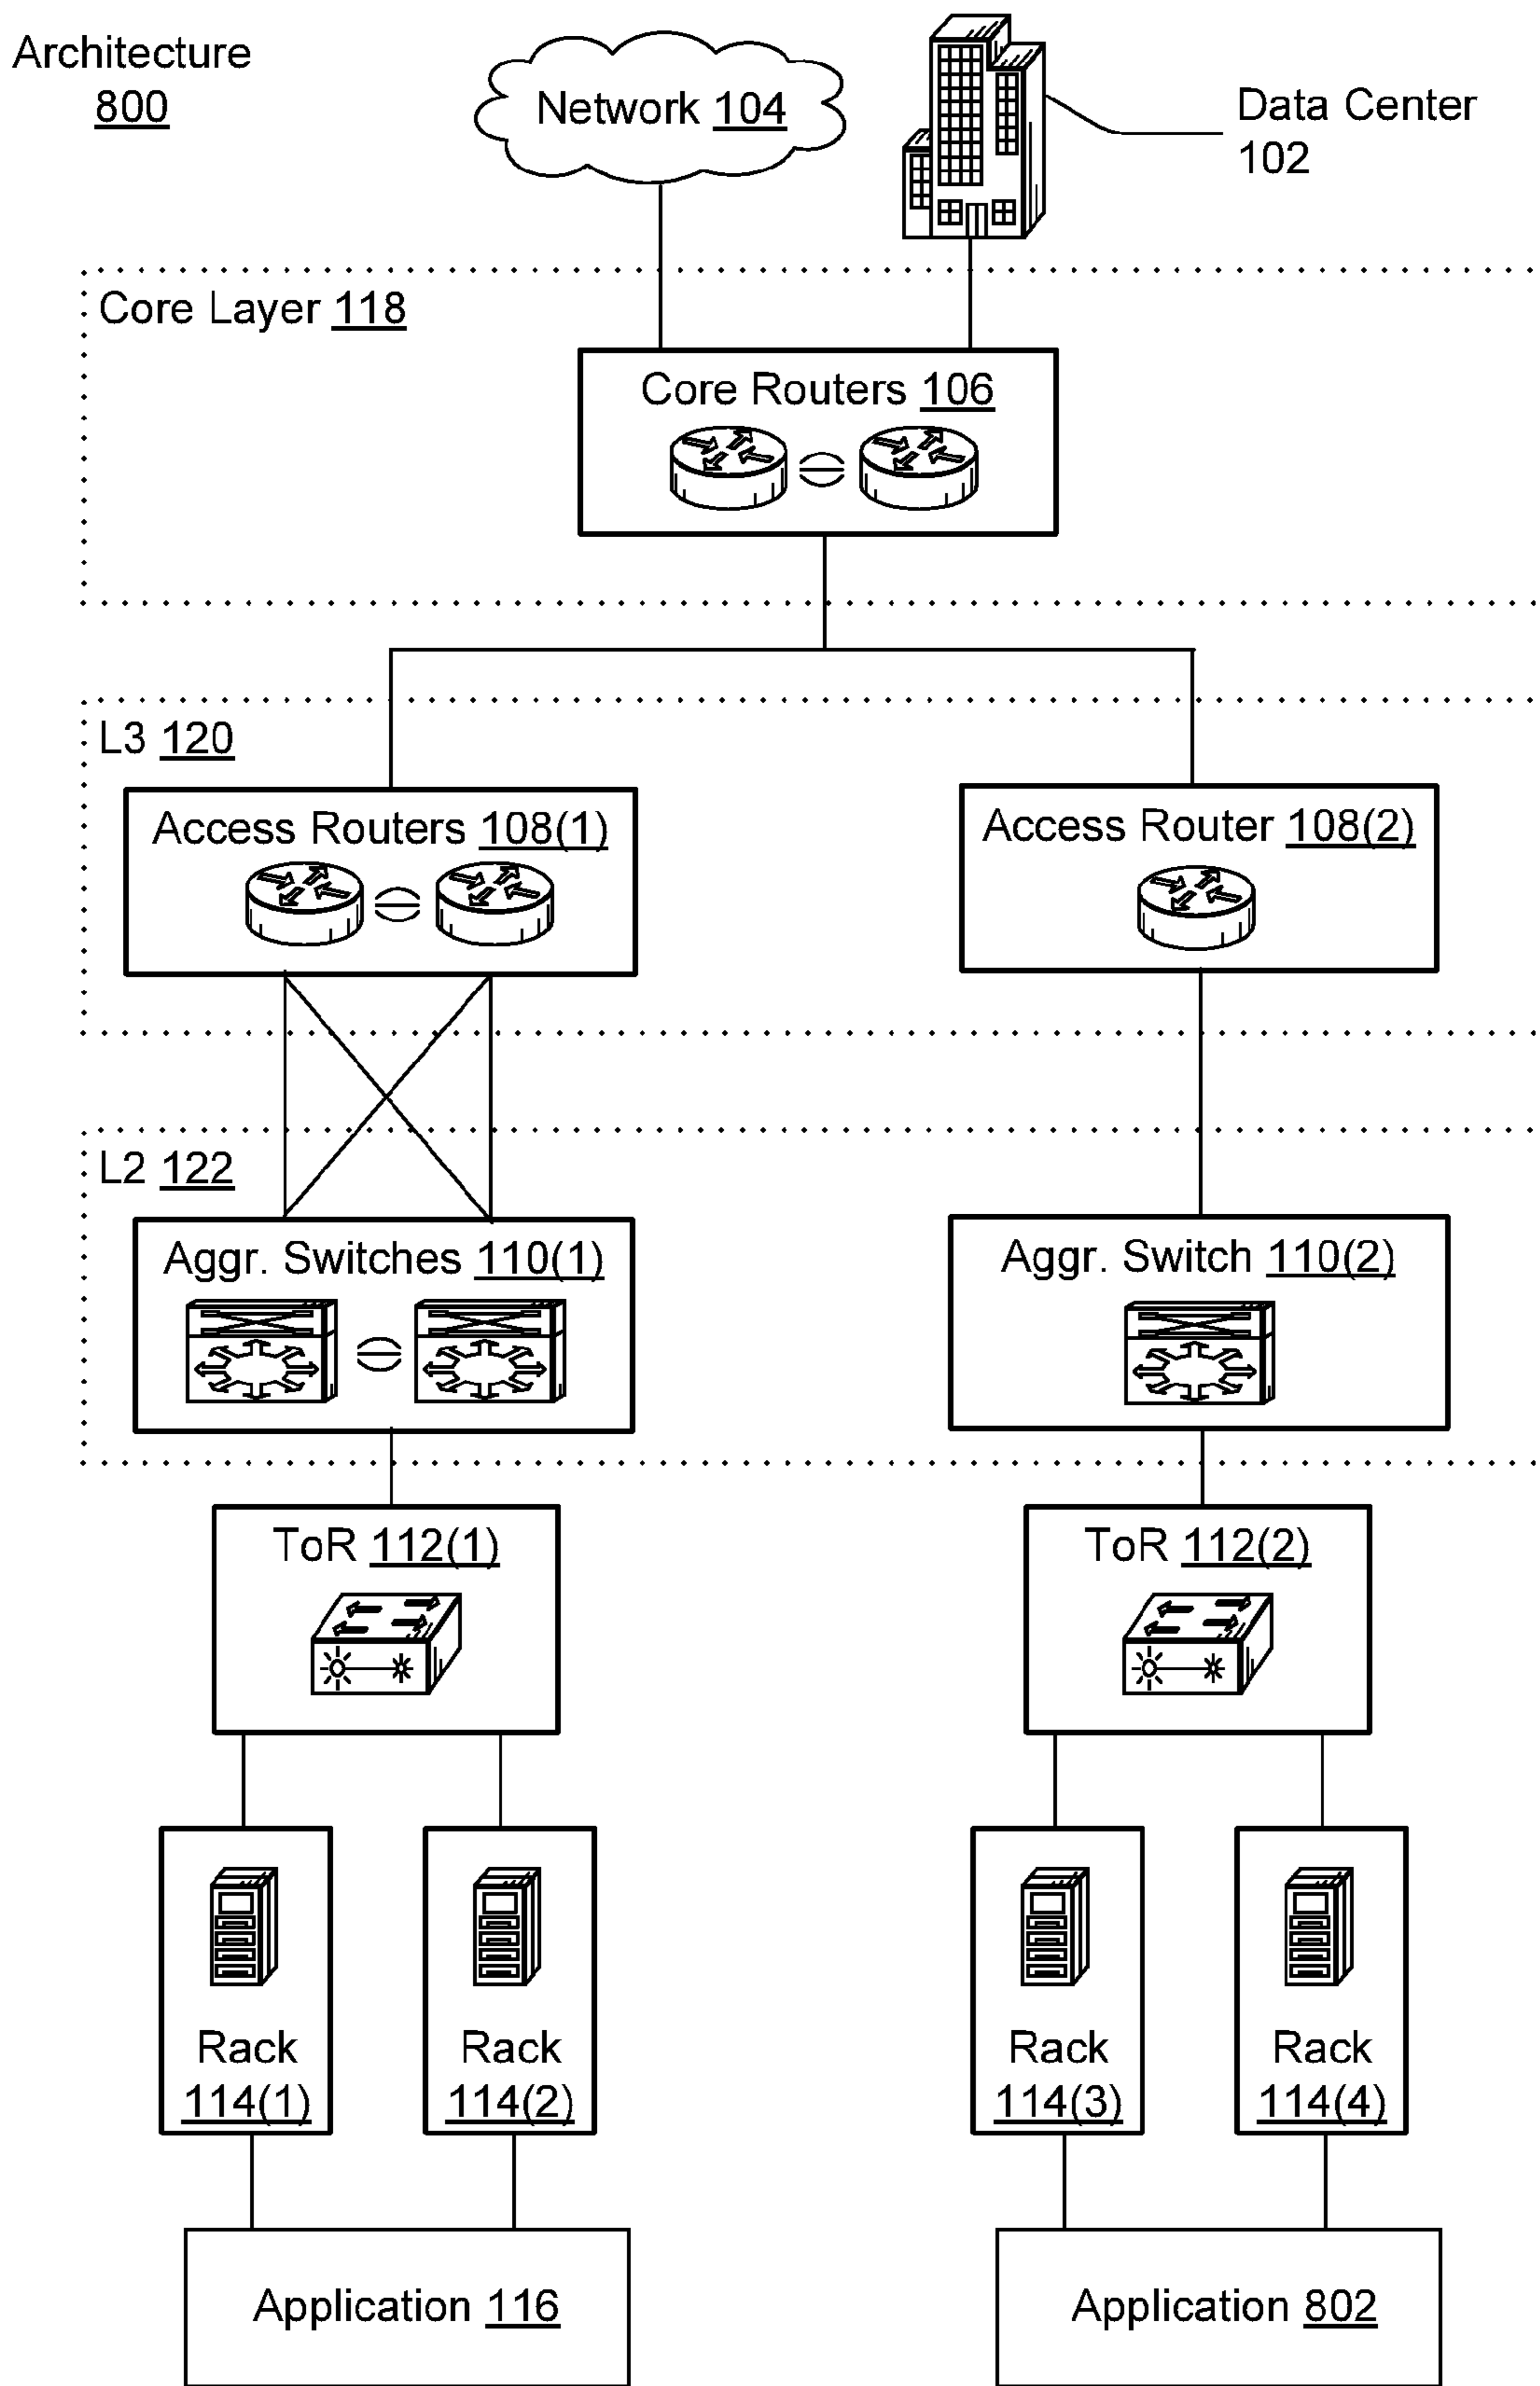 Architecture
800
Network 104
Data Center
102
Core Layer 118
Core Routers 106
L3 120
Access Routers 108(1)
Access Router 108(2)
L2 122
Aggr. Switches 110(1)
Aggr. Switch 110(2)
ToR 112(1)
ToR 112(2)
Rack
114(1)
Rack
114(2)
Rack
114(3)
Rack
114(4)
Application 116
Application 802